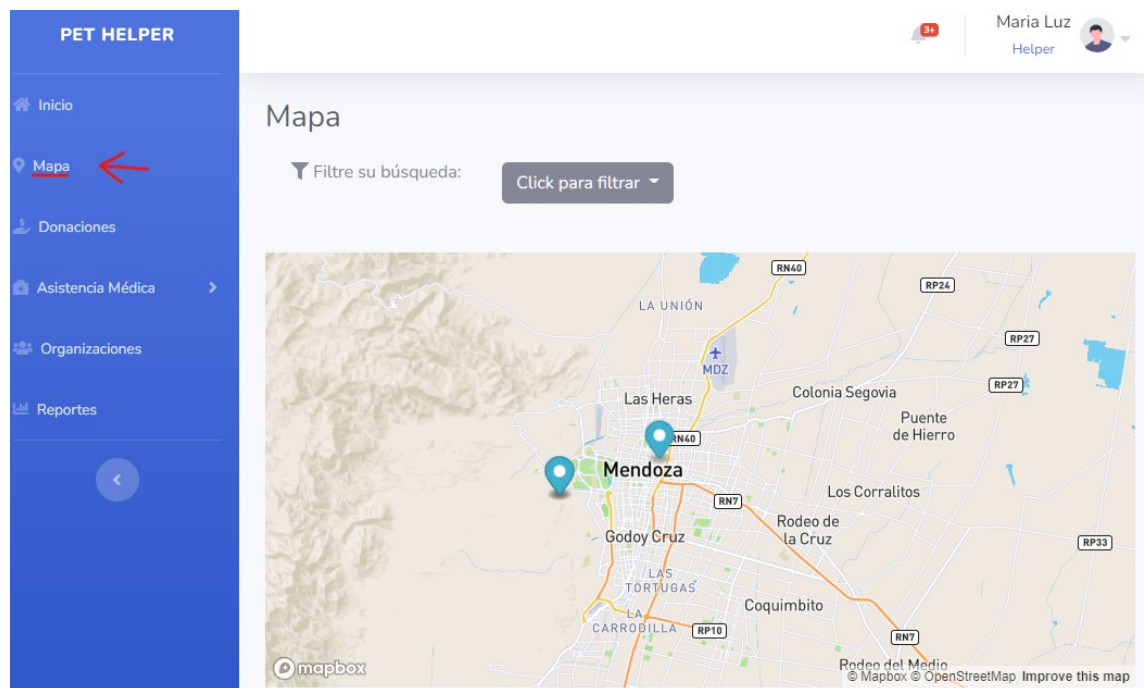 PET HELPER
Inicio
Mapa
Donaciones
Asistencia Médica
Organizaciones
Reportes
3+
Maria Luz
Helper
Mapa
Filtre su búsqueda:
Click para filtrar
RN40
RP24
LA UNIÓN
RP27
MDZ
RP27
Las Heras
Colonia Segovia
Puente
de Hierro
RN40
Mendoza
Los Corralitos
RN7
Rodeo de
la Cruz
Godoy Cruz
RP33
LAS
TORTUGAS
Coquimbito
LA
CARRODILLA
RP10
RN7
Rodeo del Medio
mapbox
© Mapbox © OpenStreetMap Improve this map